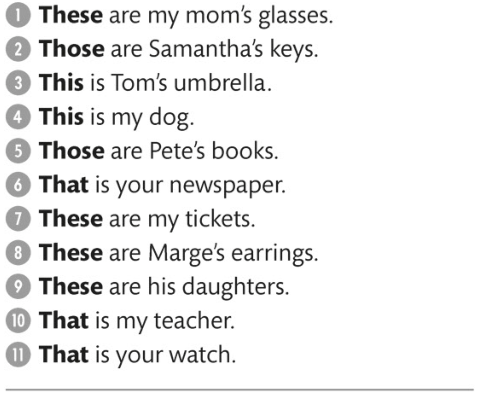 1 These are my mom's glasses.
2 Those are Samantha's keys.
3 This is Tom's umbrella.
4 This is my dog.
5 Those are Pete's books.
6 That is your newspaper.
7 These are my tickets.
8 These are Marge's earrings.
9 These are his daughters.
10 That is my teacher.
11 That is your watch.